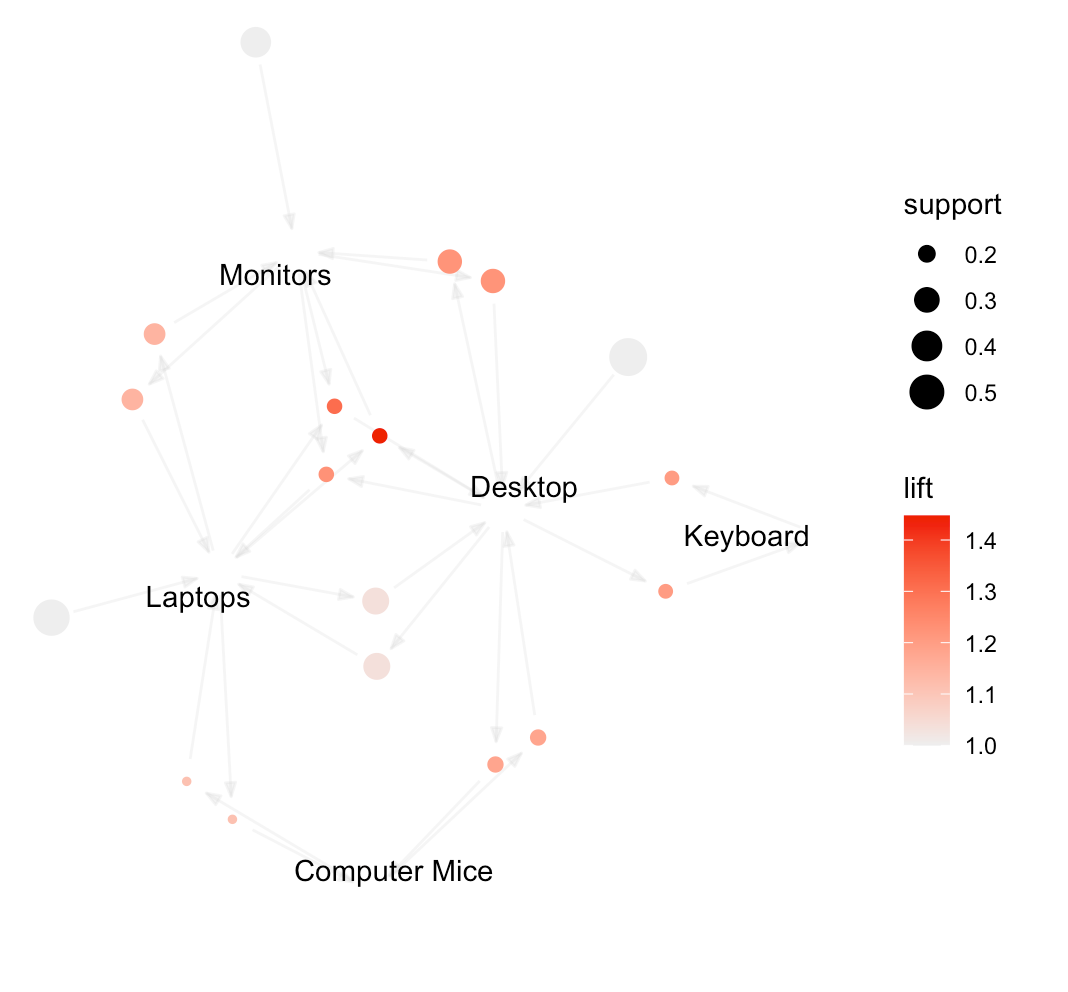 support
0.2
0.3
0.4
0.5
Monitors
Desktop
Keyboard
Laptops
Computer Mice
lift
1.4
1.3
1.2
1.1
1.0